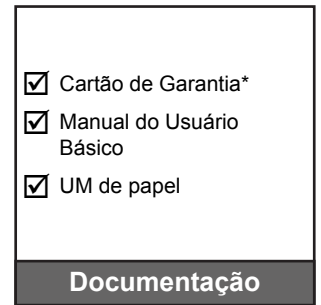 Cartão de Garantia*
Manual do Usuário
Básico
UM de papel
Documentação